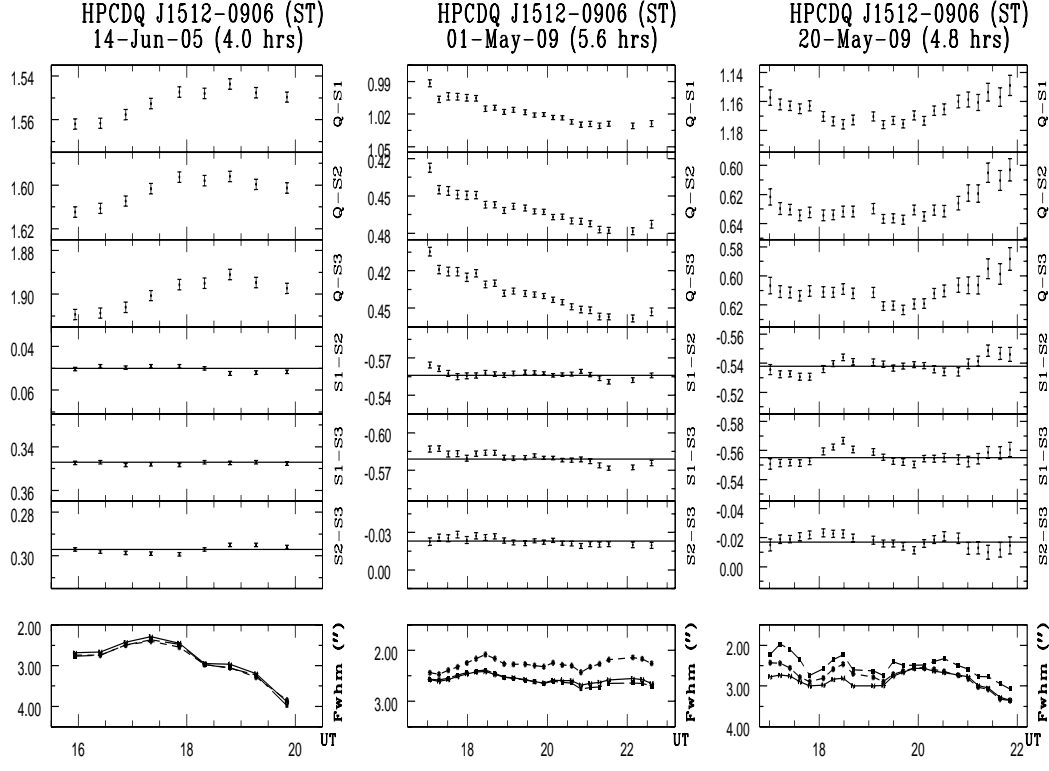 HPCDQ J1512-0906 (ST)
14-Jun-05 (4.0 hrs)
1.54
1.56
Q-S1
1.60
1.62
Q-S2
1.88
1.90
Q-S3
0.04
0.06
S1-S2
0.34
0.36
S1-S3
0.28
0.30
S2-S3
2.00
3.00
4.00
Fwhm (")
16
18
20
UT
HPCDQ J1512-0906 (ST)
01-May-09 (5.6 hrs)
0.99
1.02
1.05
Q-S1
0.42
0.45
0.48
Q-S2
0.42
0.45
Q-S3
-0.57
-0.54
S1-S2
-0.60
-0.57
S1-S3
-0.03
0.00
S2-S3
2.00
3.00
Fwhm (")
18
20
22
HPCDQ J1512-0906 (ST)
20-May-09 (4.8 hrs)
1.14
1.16
1.18
Q-S1
0.60
0.62
0.64
Q-S2
0.58
0.60
0.62
Q-S3
-0.56
-0.54
-0.52
S1-S2
-0.58
-0.56
-0.54
S1-S3
-0.04
-0.02
0.00
S2-S3
2.00
3.00
4.00
Fwhm (")
18
20
22
UT